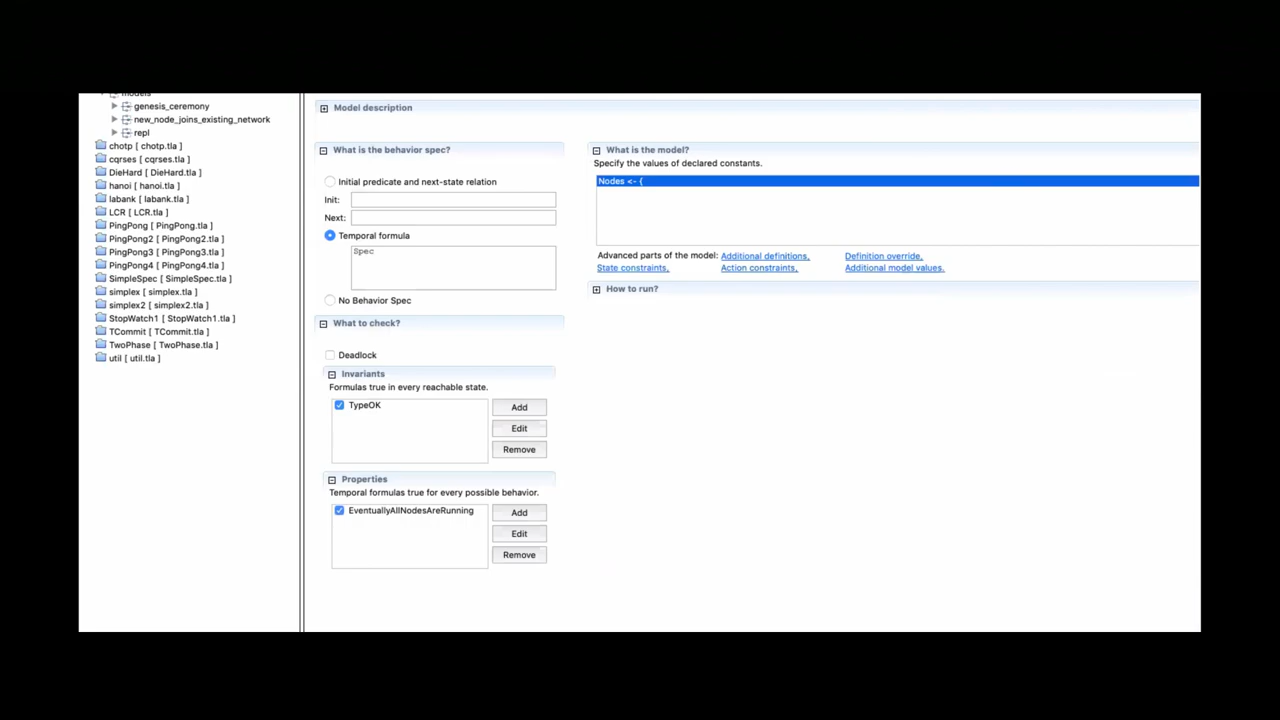 models
genesis_ceremony
new_node_joins_existing_network
repl
chotp [ chotp.tla ]
cqrses [ cqrses.tla ]
DieHard [ DieHard.tla ]
hanoi [ hanoi.tla ]
labank [ labank.tla ]
LCR [ LCR.tla ]
PingPong [ PingPong.tla ]
PingPong2 [ PingPong2.tla ]
PingPong3 [ PingPong3.tla ]
PingPong4 [ PingPong4.tla ]
SimpleSpec [ SimpleSpec.tla ]
simplex [ simplex.tla ]
simplex2 [ simplex2.tla ]
StopWatch1 [ StopWatch1.tla ]
TCommit [ TCommit.tla ]
TwoPhase [ TwoPhase.tla ]
util [ util.tla ]
Model description
What is the behavior spec?
Initial predicate and next-state relation
Init:
Next:
Temporal formula
Spec
No Behavior Spec
What to check?
Deadlock
Invariants
Formulas true in every reachable state.
TypeOK
Add
Edit
Remove
Properties
Temporal formulas true for every possible behavior.
EventuallyAllNodesAreRunning
Add
Edit
Remove
What is the model?
Specify the values of declared constants.
Nodes <- {
Advanced parts of the model: Additional definitions, Definition override,
State constraints, Action constraints, Additional model values.
How to run?